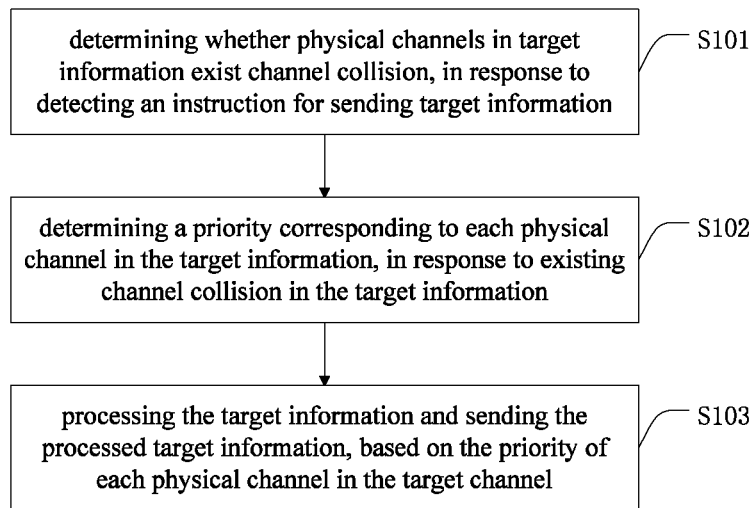 determining whether physical channels in target
information exist channel collision, in response to
detecting an instruction for sending target information
S101
determining a priority corresponding to each physical
channel in the target information, in response to existing
channel collision in the target information
S102
processing the target information and sending the
processed target information, based on the priority of
each physical channel in the target channel
S103